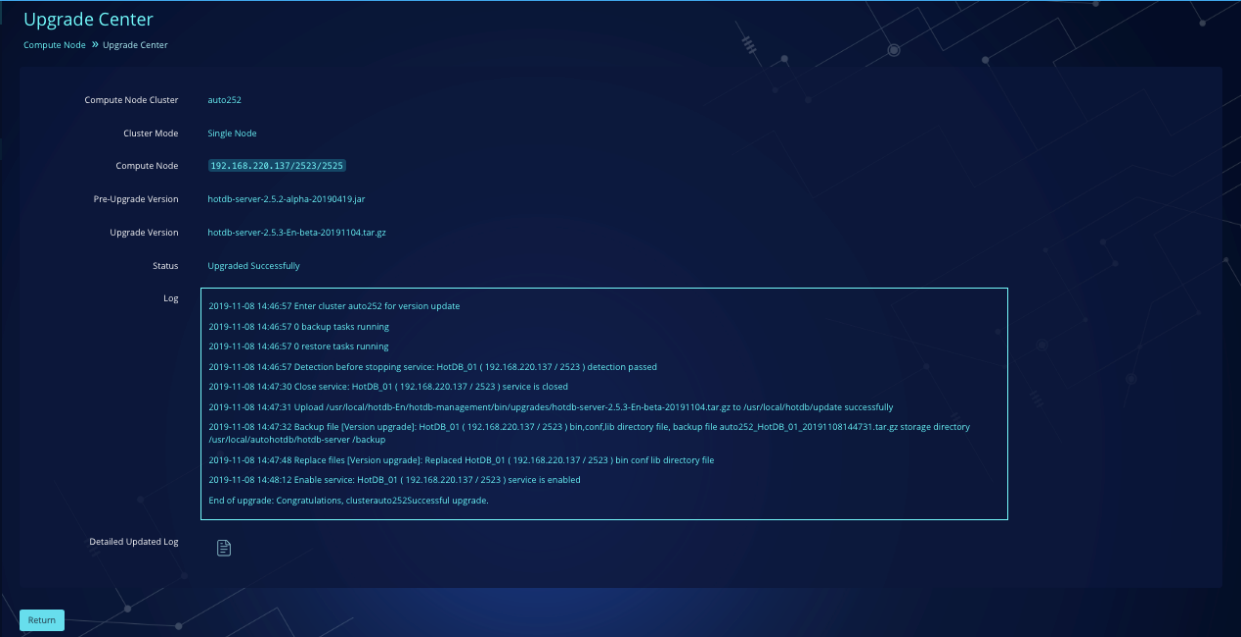 Upgrade Center
Compute Node » Upgrade Center
Compute Node Cluster auto252
Cluster Mode Single Node
Compute Node 192.168.220.137/2523/2525
Pre-Upgrade Version hotdb-server-2.5.2-alpha-20190419.jar
Upgrade Version hotdb-server-2.5.3-En-beta-20191104.tar.gz
Status Upgraded Successfully
Log
2019-11-08 14:46:57 Enter cluster auto252 for version update
2019-11-08 14:46:57 0 backup tasks running
2019-11-08 14:46:57 0 restore tasks running
2019-11-08 14:46:57 Detection before stopping service: HotDB_01 ( 192.168.220.137 / 2523 ) detection passed
2019-11-08 14:47:30 Close service: HotDB_01 ( 192.168.220.137 / 2523 ) service is closed
2019-11-08 14:47:31 Upload /usr/local/hotdb-En/hotdb-management/bin/upgrades/hotdb-server-2.5.3-En-beta-20191104.tar.gz to /usr/local/hotdb/update successfully
2019-11-08 14:47:32 Backup file [Version upgrade]: HotDB_01 ( 192.168.220.137 / 2523 ) bin,conf,lib directory file, backup file auto252_HotDB_01_20191108144731.tar.gz storage directory
/usr/local/autohotdb/hotdb-server /backup
2019-11-08 14:47:48 Replace files [Version upgrade]: Replaced HotDB_01 ( 192.168.220.137 / 2523 ) bin conf lib directory file
2019-11-08 14:48:12 Enable service: HotDB_01 ( 192.168.220.137 / 2523 ) service is enabled
End of upgrade: Congratulations, clusterauto252Successful upgrade.
Detailed Updated Log
Return